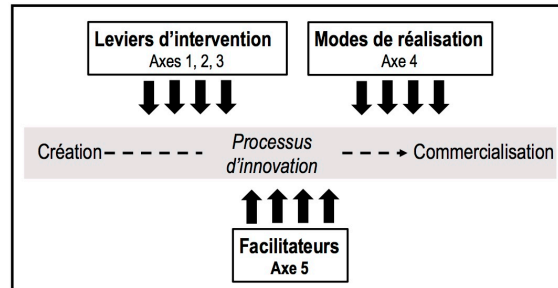 Leviers d'intervention
Axes 1, 2, 3
Modes de réalisation
Axe 4
Création
Processus
d'innovation
Commercialisation
Facilitateurs
Axe 5